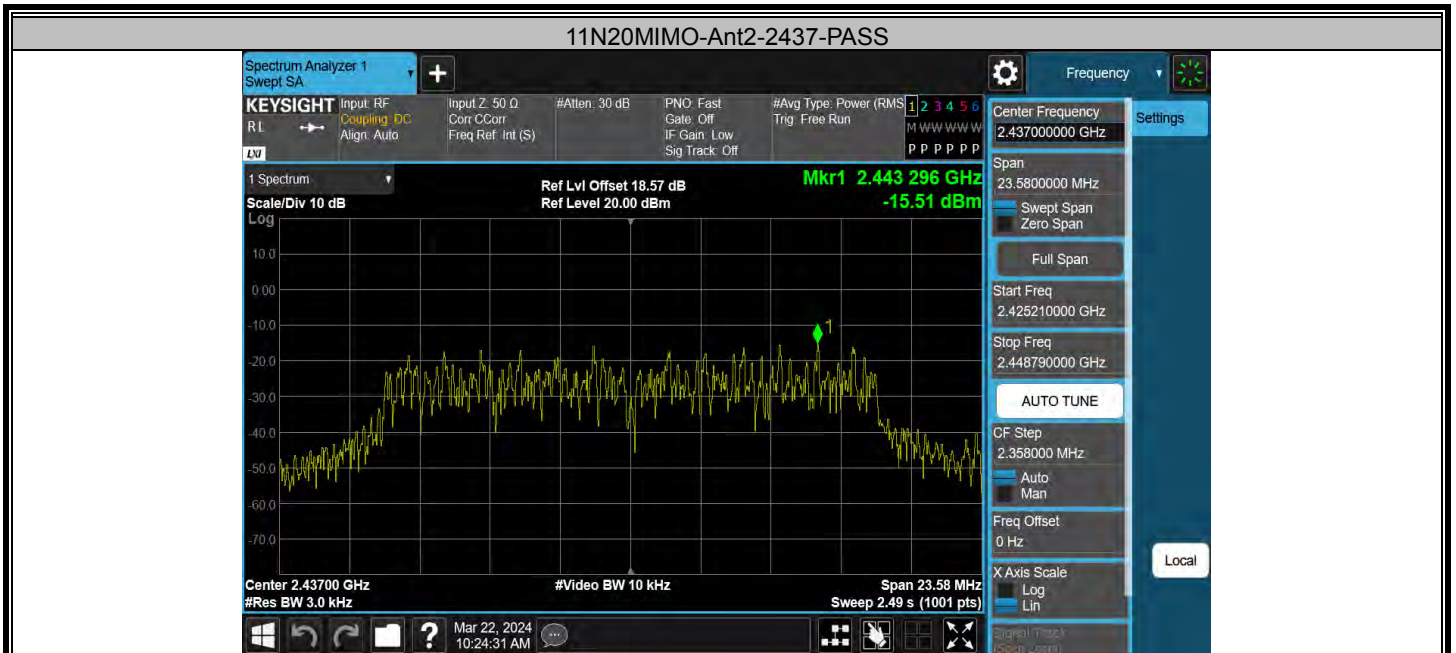 11N20MIMO-Ant2-2437-PASS
Spectrum Analyzer 1
Swept SA
+
Frequency
KEYSIGHT
RL
LXI
Input: RF
Coupling: DC
Align: Auto
Input Z: 50 Ω
Corr CCorr
Freq Ref: Int (S)
#Atten: 30 dB
PNO: Fast
Gate: Off
IF Gain: Low
Sig Track: Off
#Avg Type: Power (RMS
Trig: Free Run
1 2 3 4 5 6
M W W W W W
P P P P P P
Center Frequency
2.437000000 GHz
Settings
Span
23.5800000 MHz
Swept Span
Zero Span
Full Span
Start Freq
2.425210000 GHz
Stop Freq
2.448790000 GHz
AUTO TUNE
CF Step
2.358000 MHz
Auto
Man
Freq Offset
0 Hz
X Axis Scale
Log
Lin
Signal Track
(Span Zoom)
Local
1 Spectrum
Scale/Div 10 dB
Log
Ref Lvl Offset 18.57 dB
Ref Level 20.00 dBm
Mkr1 2.443 296 GHz
-15.51 dBm
10.0
0.00
-10.0
-20.0
-30.0
-40.0
-50.0
-60.0
-70.0
1
Center 2.43700 GHz
#Res BW 3.0 kHz
#Video BW 10 kHz
Span 23.58 MHz
Sweep 2.49 s (1001 pts)
?
Mar 22, 2024
10:24:31 AM